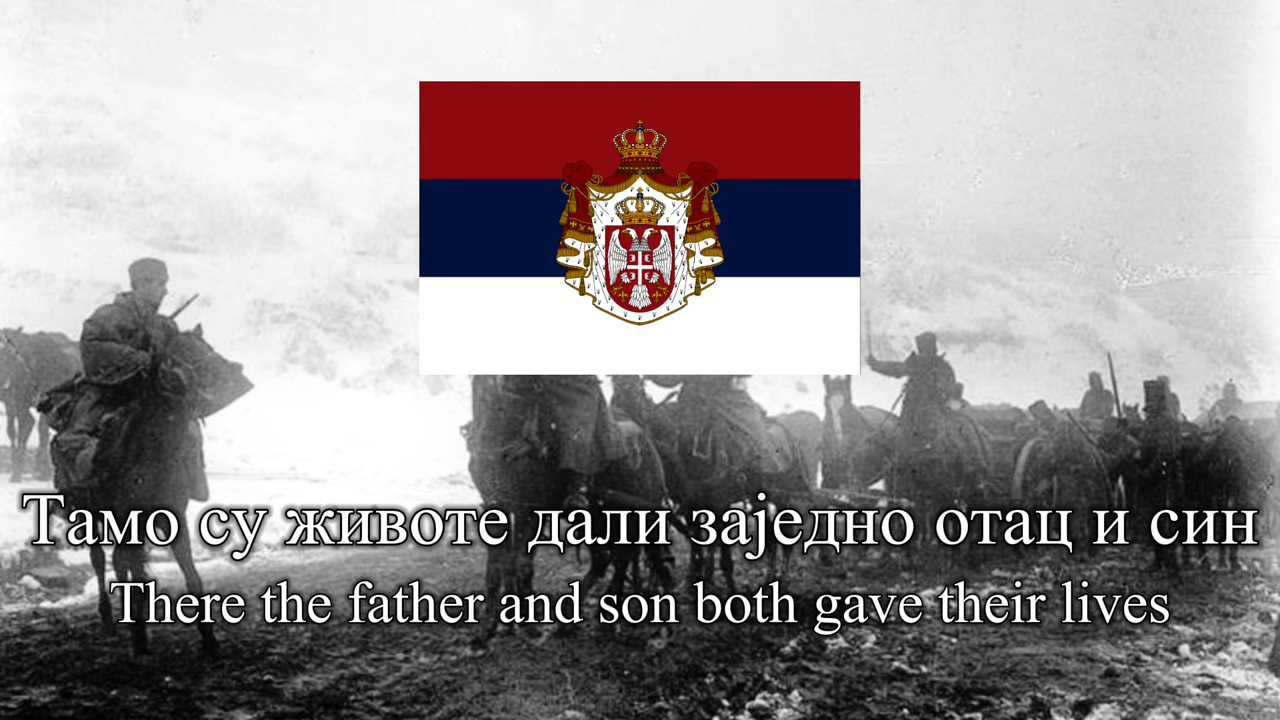 Тамо су животе дали заједно отац и син
There the father and son both gave their lives